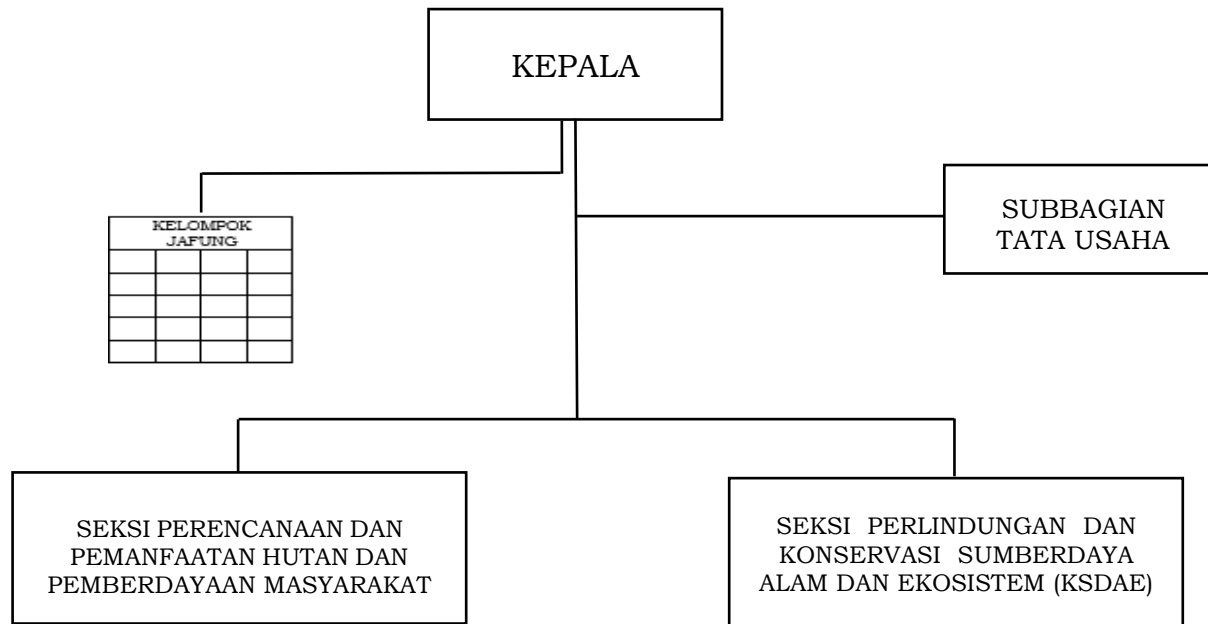 KEPALA
SUBBAGIAN
TATA USAHA
KELOMPOK
JAFUNG
SEKSI PERENCANAAN DAN
PEMANFAATAN HUTAN DAN
PEMBERDAYAAN MASYARAKAT
SEKSI PERLINDUNGAN DAN
KONSERVASI SUMBERDAYA
ALAM DAN EKOSISTEM (KSDAE)